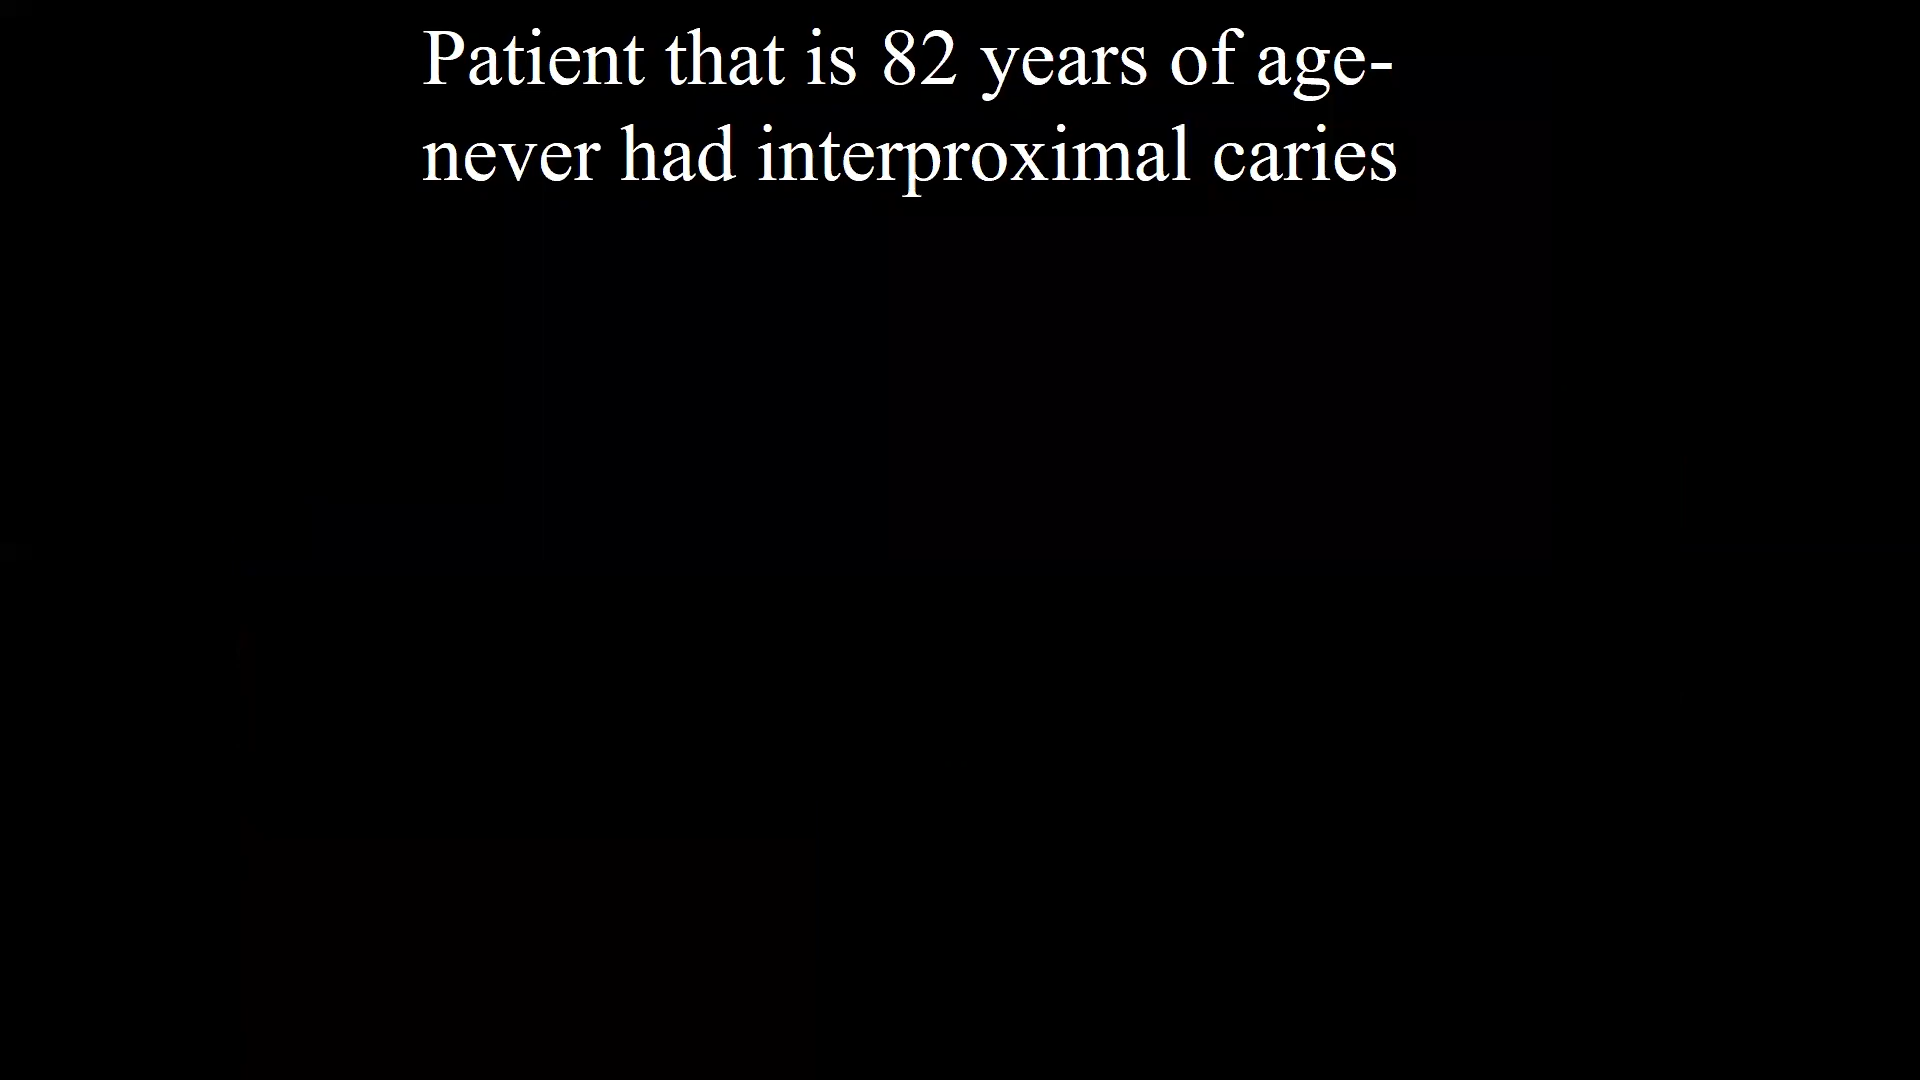 Patient that is 82 years of age-
never had interproximal caries